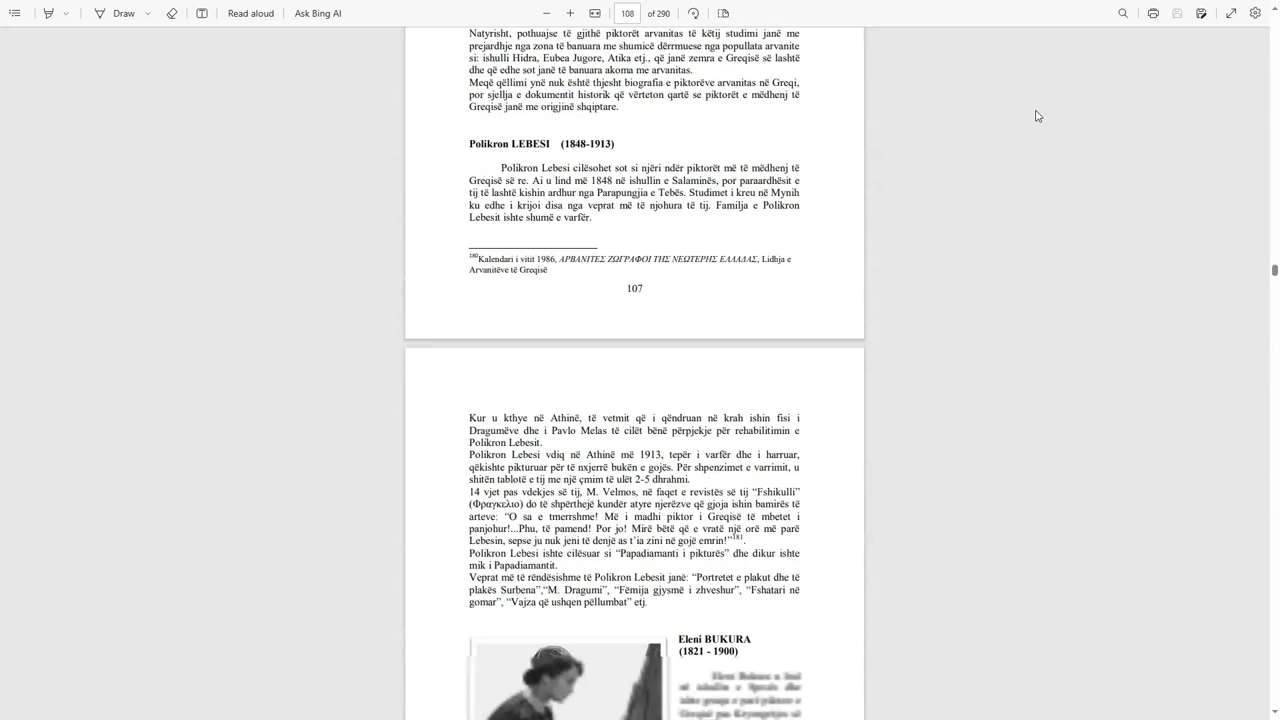 Draw
Read aloud
Ask Bing AI
108 of 290
Natyrisht, pothuajse të gjithë piktorët arvanitas të këtij studimi janë me
prejardhje nga zona të banuara me shumicë dërrmuese nga popullata arvanite
si: ishulli Hidra, Eubea Jugore, Atika etj., që janë zemra e Greqisë së lashtë
dhe që edhe sot janë të banuara akoma me arvanitas.
Meqë qëllimi ynë nuk është thjesht biografia e piktorëve arvanitas në Greqi,
por sjellja e dokumentit historik që vërteton qartë se piktorët e mëdhenj të
Greqisë janë me origjinë shqiptare.
Polikron LEBESI (1848-1913)
Polikron Lebesi cilësohet sot si njëri ndër piktorët më të mëdhenj të
Greqisë së re. Ai u lind më 1848 në ishullin e Salaminës, por paraardhësit e
tij të lashtë kishin ardhur nga Parapungjia e Tebës. Studimet i kreu në Mynih
ku edhe i krijoi disa nga veprat më të njohura të tij. Familja e Polikron
Lebesit ishte shumë e varfër.
180Kalendari i vitit 1986, ΑΡΒΑΝΙΤΕΣ ΖΩΓΡΑΦΟΙ ΤΗΣ ΝΕΩΤΕΡΗΣ ΕΛΛΑΔΑΣ, Lidhja e
Arvanitëve të Greqisë
107
Kur u kthye në Athinë, të vetmit që i qëndruan në krah ishin fisi i
Dragumëve dhe i Pavlo Melas të cilët bënë përpjekje për rehabilitimin e
Polikron Lebesit.
Polikron Lebesi vdiq në Athinë më 1913, tepër i varfër dhe i harruar,
qëkishte pikturuar për të nxjerrë bukën e gojës. Për shpenzimet e varrimit, u
shitën tablotë e tij me një çmim të ulët 2-5 dhrahmi.
14 vjet pas vdekjes së tij, M. Velmos, në faqet e revistës së tij “Fshikulli”
(Φραγκελιο) do të shpërthejë kundër atyre njerëzve që gjoja ishin bamirës të
arteve: “O sa e tmerrshme! Më i madhi piktor i Greqisë të mbetet i
panjohur!...Phu, të pamend! Por jo! Mirë bëtë që e vratë një orë më parë
Lebesin, sepse ju nuk jeni të denjë as t’ia zini në gojë emrin!”181.
Polikron Lebesi ishte cilësuar si “Papadiamanti i pikturës” dhe dikur ishte
mik i Papadiamantit.
Veprat më të rëndësishme të Polikron Lebesit janë: “Portretet e plakut dhe të
plakës Surbena”,“M. Dragumi”, “Fëmija gjysmë i zhveshur”, “Fshatari në
gomar”, “Vajza që ushqen pëllumbat” etj.
Eleni BUKURA
(1821 - 1900)